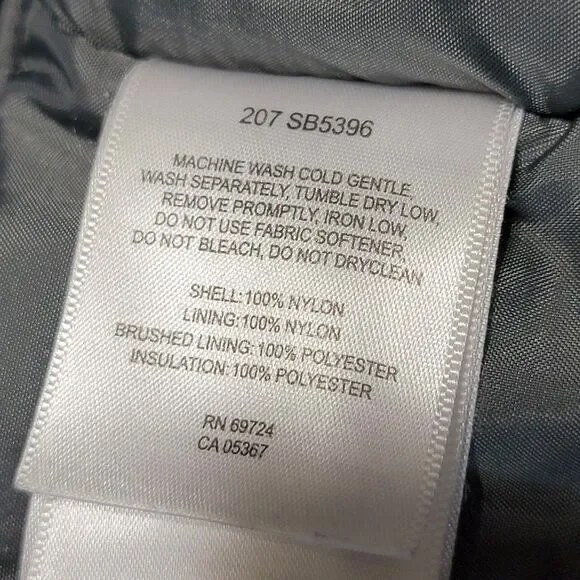 207 SB5396
MACHINE WASH COLD GENTLE,
WASH SEPARATELY, TUMBLE DRY LOW,
REMOVE PROMPTLY, IRON LOW.
DO NOT USE FABRIC SOFTENER.
DO NOT BLEACH, DO NOT DRYCLEAN
SHELL:100% NYLON
LINING:100% NYLON
BRUSHED LINING:100% POLYESTER
INSULATION:100% POLYESTER
RN 69724
CA 05367